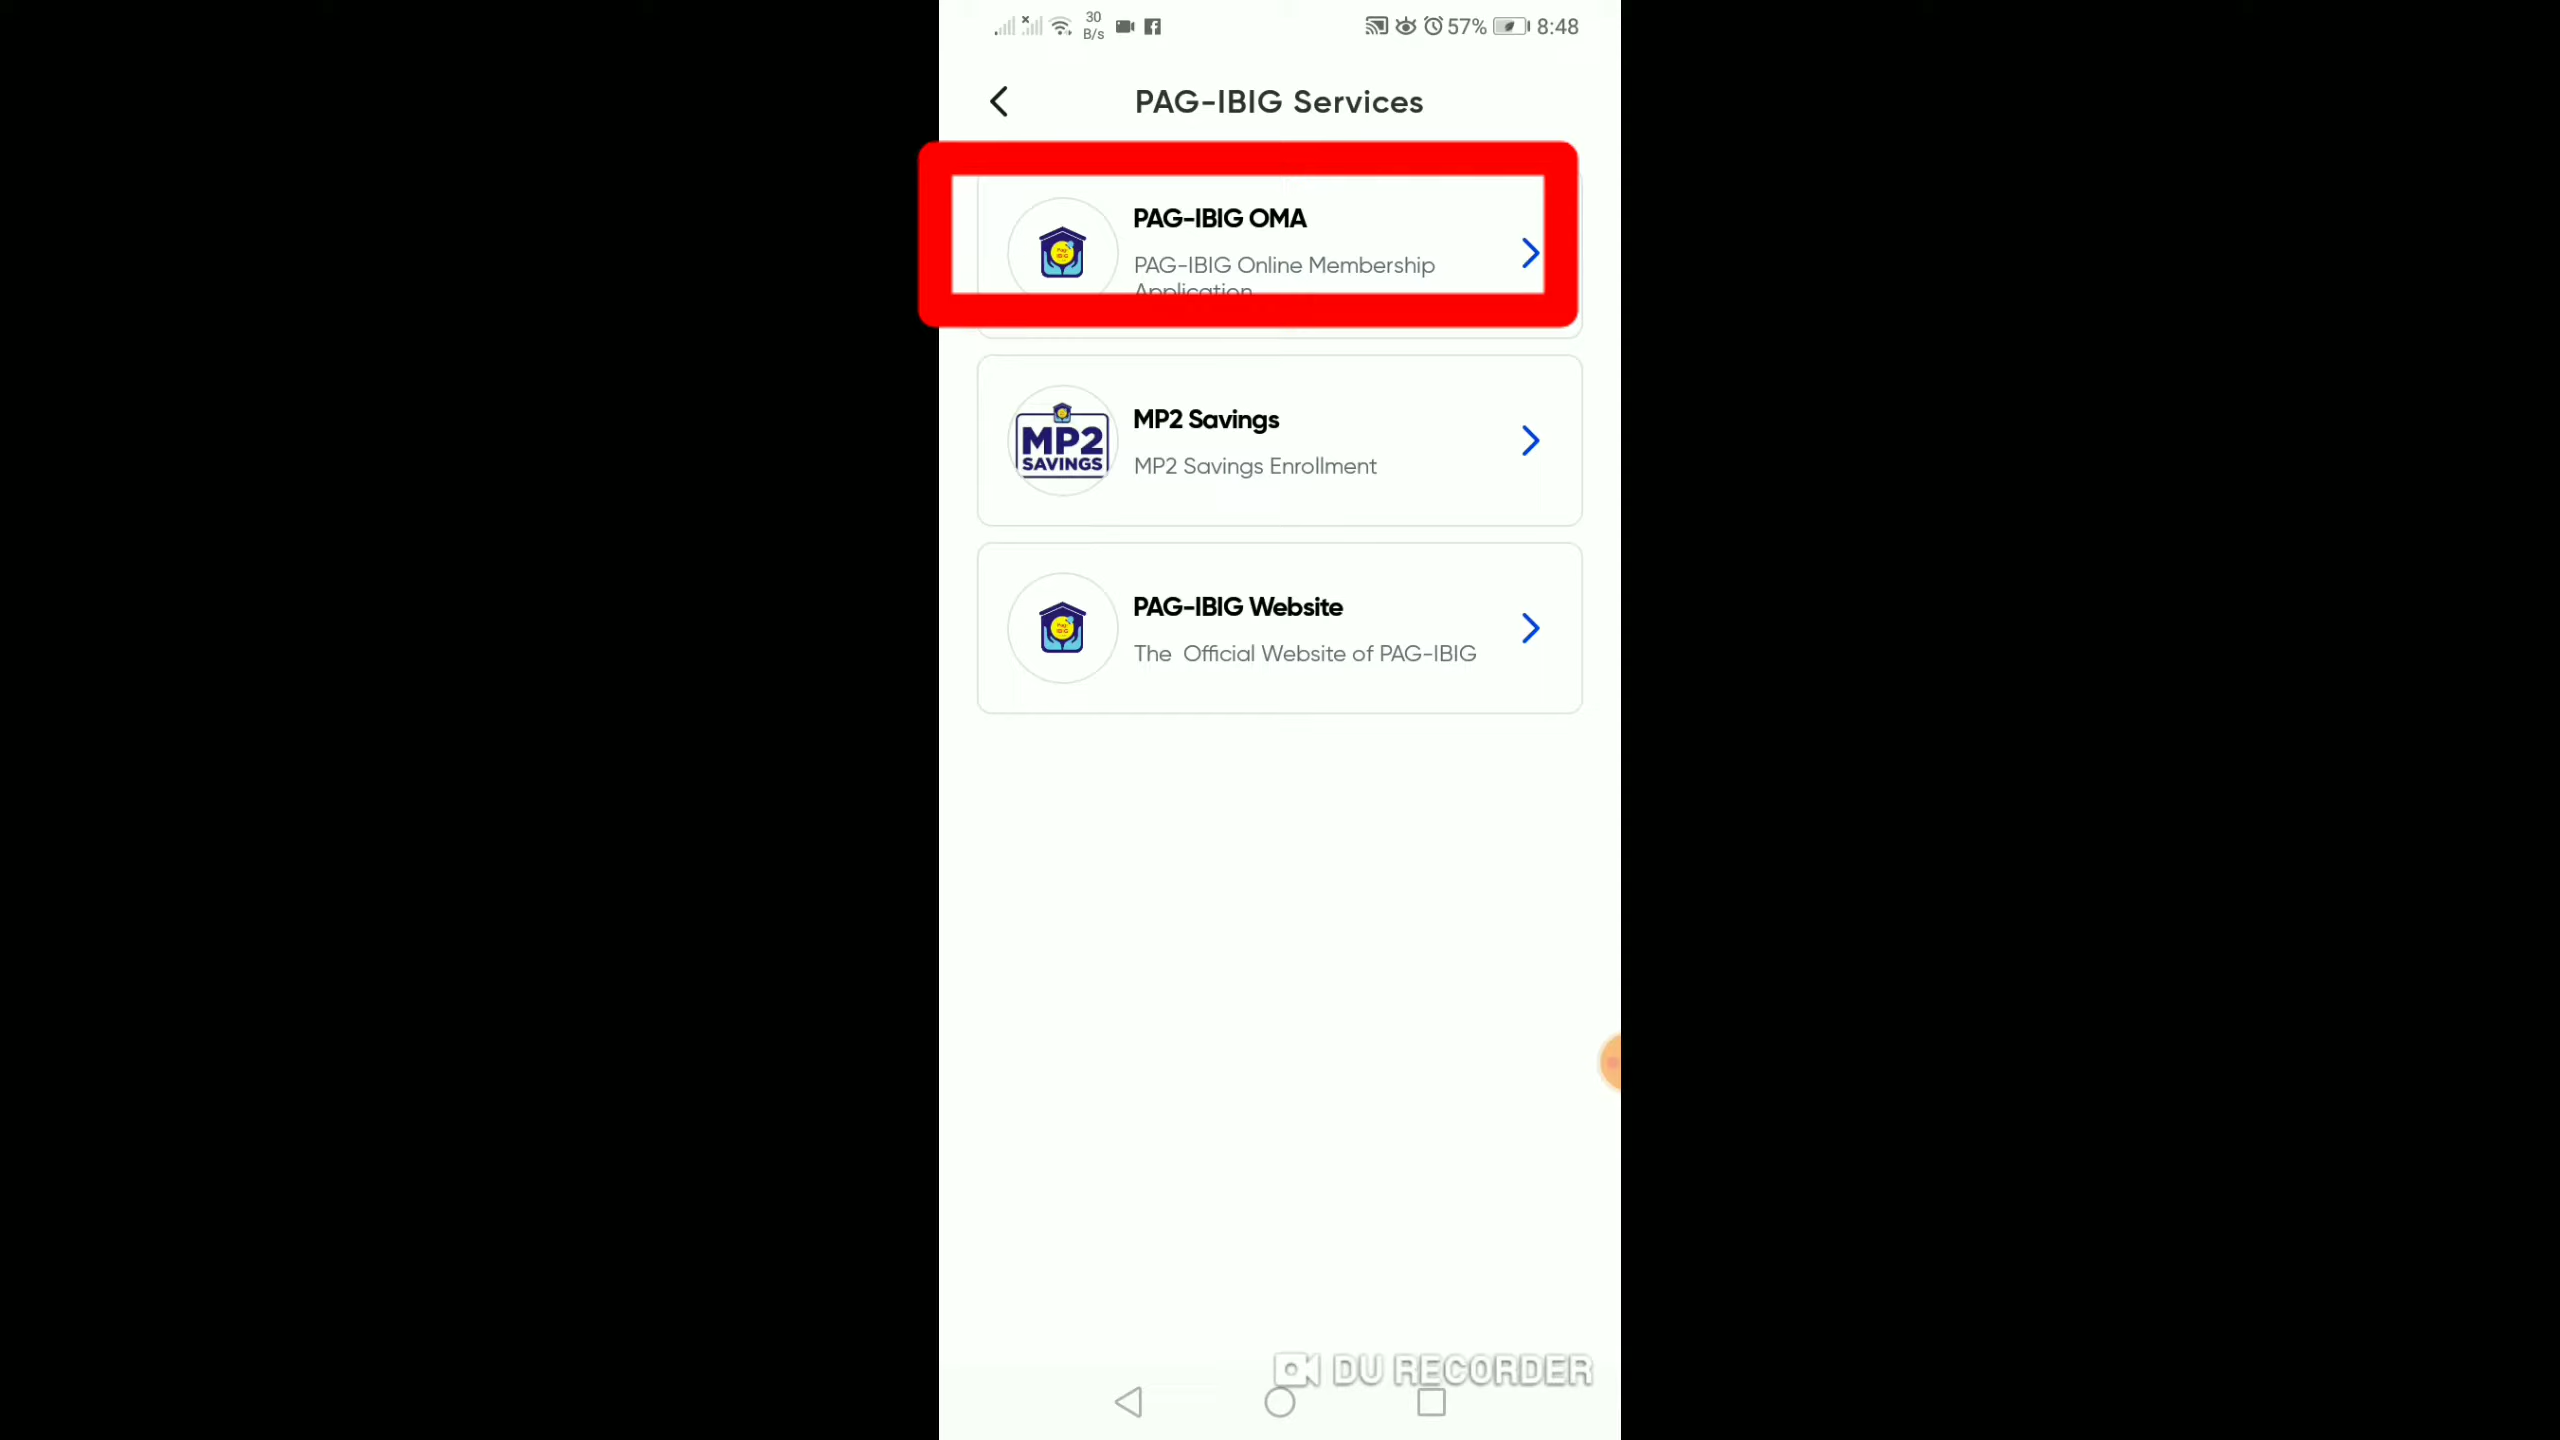 30
B/s
57%
8:48
PAG-IBIG Services
PAG-IBIG OMA
PAG-IBIG Online Membership
Application
MP2
SAVINGS
MP2 Savings
MP2 Savings Enrollment
PAG-IBIG Website
The Official Website of PAG-IBIG
DU RECORDER